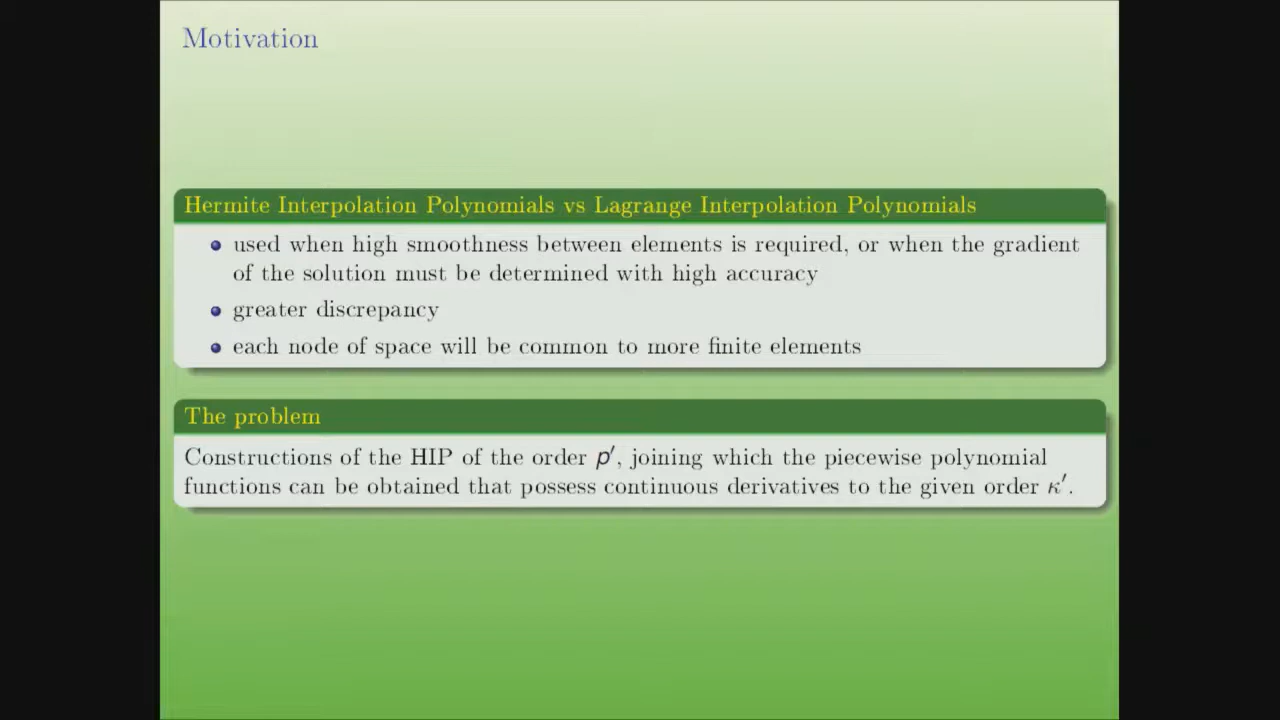 Motivation
Hermite Interpolation Polynomials vs Lagrange Interpolation Polynomials
used when high smoothness between elements is required, or when the gradient
of the solution must be determined with high accuracy
greater discrepancy
each node of space will be common to more finite elements
The problem
Constructions of the HIP of the order p′, joining which the piecewise polynomial
functions can be obtained that possess continuous derivatives to the given order κ′.